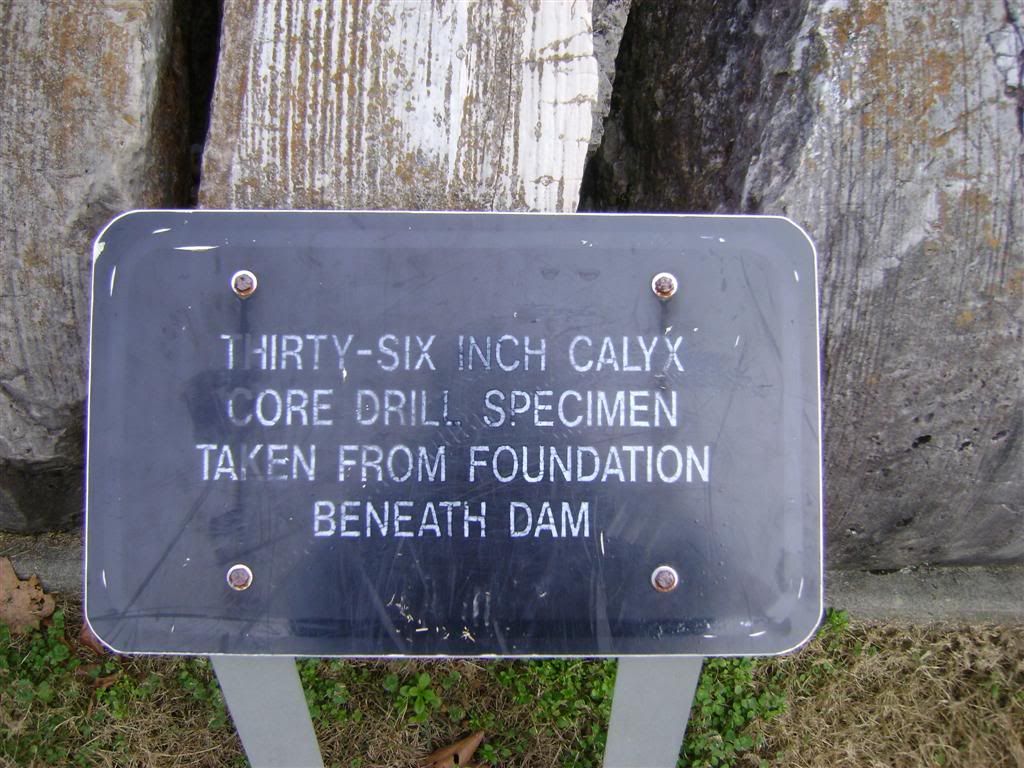 THIRTY-SIX INCH CALYX
CORE DRILL SPECIMEN
TAKEN FROM FOUNDATION
BENEATH DAM